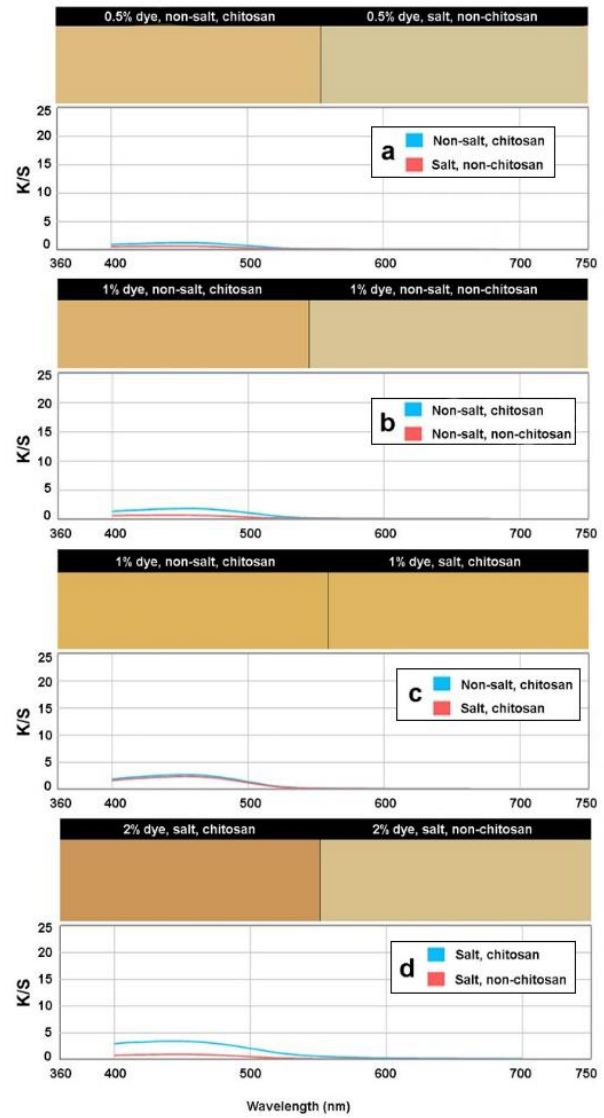 0.5% dye, non-salt, chitosan 0.5% dye, salt, non-chitosan
25
20
15
10
5
0
K/S
a
Non-salt, chitosan
Salt, non-chitosan
360 400 500 600 700 750
1% dye, non-salt, chitosan 1% dye, non-salt, non-chitosan
25
20
15
10
5
0
K/S
b
Non-salt, chitosan
Non-salt, non-chitosan
360 400 500 600 700 750
1% dye, non-salt, chitosan 1% dye, salt, chitosan
25
20
15
10
5
0
K/S
c
Non-salt, chitosan
Salt, chitosan
360 400 500 600 700 750
2% dye, salt, chitosan 2% dye, salt, non-chitosan
25
20
15
10
5
0
K/S
d
Salt, chitosan
Salt, non-chitosan
360 400 500 600 700 750
Wavelength (nm)